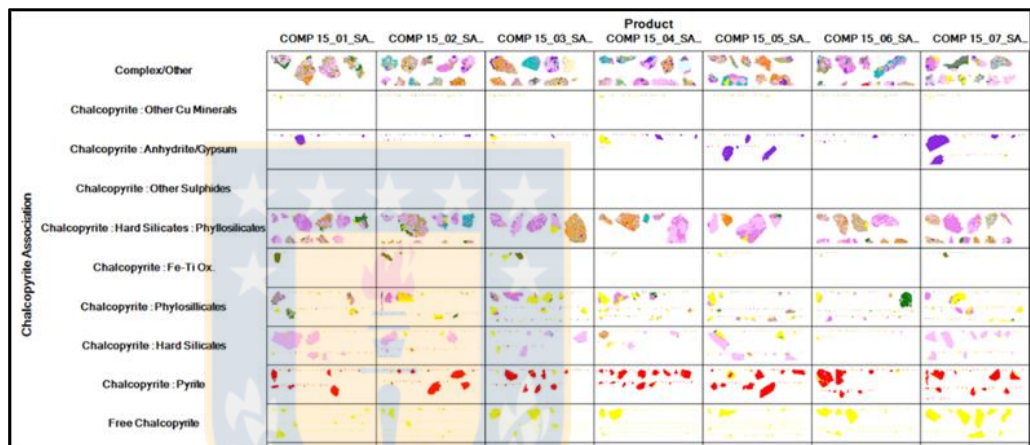 Product
COMP 15_01_SA... COMP 15_02_SA... COMP 15_03_SA... COMP 15_04_SA... COMP 15_05_SA... COMP 15_06_SA... COMP 15_07_SA...
Chalcopyrite Association
Complex/Other
Chalcopyrite : Other Cu Minerals
Chalcopyrite : Anhydrite/Gypsum
Chalcopyrite : Other Sulphides
Chalcopyrite : Hard Silicates : Phyllosilicates
Chalcopyrite : Fe-Ti Ox.
Chalcopyrite : Phylosillicates
Chalcopyrite : Hard Silicates
Chalcopyrite : Pyrite
Free Chalcopyrite